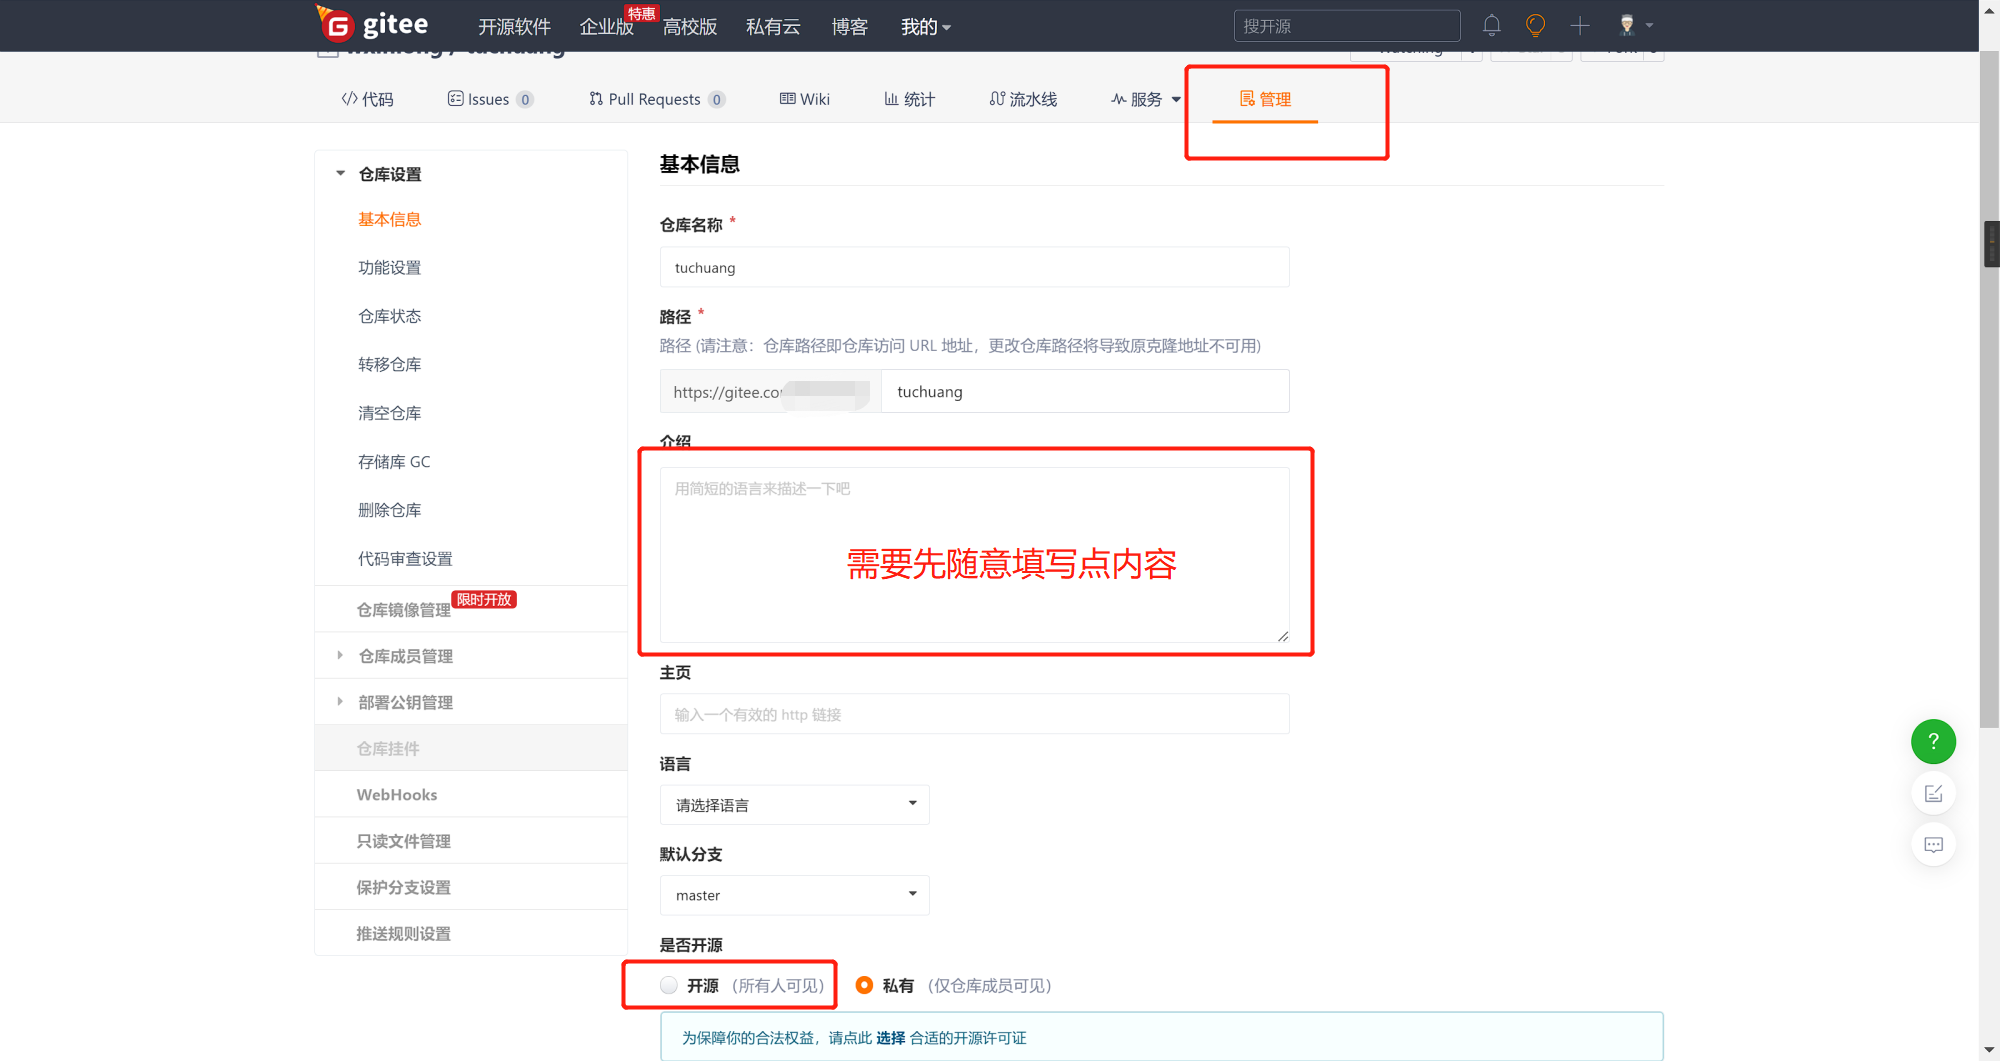 gitee
开源软件 企业版 特惠 高校版 私有云 博客 我的
搜开源
代码 Issues 0 Pull Requests 0 Wiki 统计 流水线 服务 管理
仓库设置
基本信息
功能设置
仓库状态
转移仓库
清空仓库
存储库 GC
删除仓库
代码审查设置
仓库镜像管理 限时开放
仓库成员管理
部署公钥管理
仓库挂件
WebHooks
只读文件管理
保护分支设置
推送规则设置
基本信息
仓库名称 *
tuchuang
路径 *
路径 (请注意：仓库路径即仓库访问 URL 地址，更改仓库路径将导致原克隆地址不可用)
https://gitee.co
tuchuang
介绍
用简短的语言来描述一下吧
需要先随意填写点内容
主页
输入一个有效的 http 链接
语言
请选择语言
默认分支
master
是否开源
开源 (所有人可见) 私有 (仅仓库成员可见)
为保障你的合法权益，请点此 选择 合适的开源许可证
?